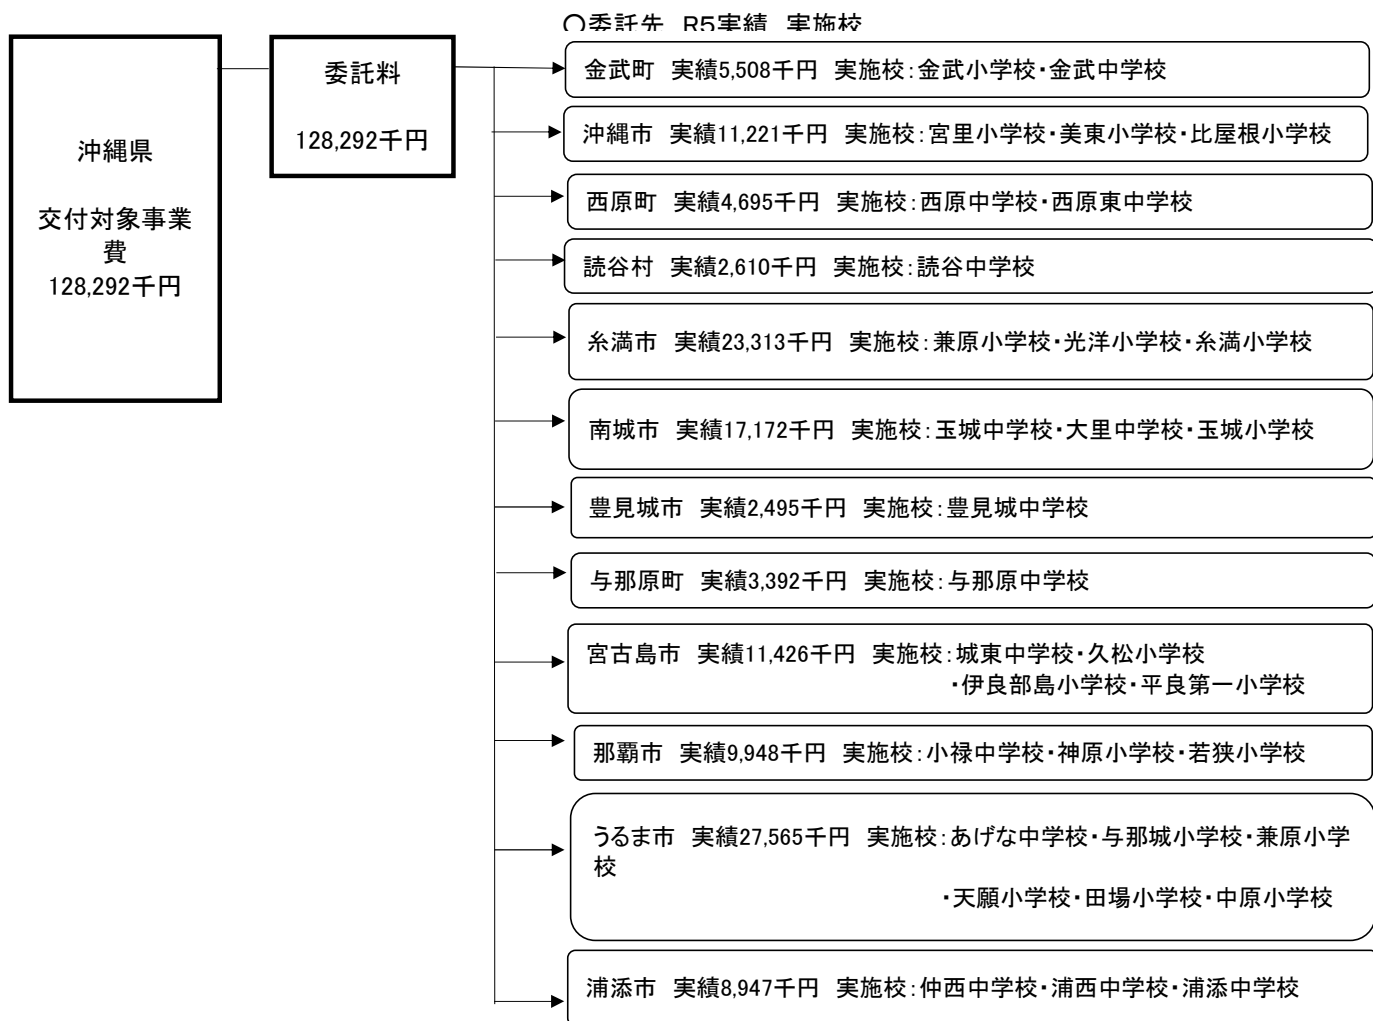 〇委託先 R5実績 実施校
沖縄県
交付対象事業
費
128,292千円
委託料
128,292千円
金武町 実績5,508千円 実施校：金武小学校・金武中学校
沖縄市 実績11,221千円 実施校：宮里小学校・美東小学校・比屋根小学校
西原町 実績4,695千円 実施校：西原中学校・西原東中学校
読谷村 実績2,610千円 実施校：読谷中学校
糸満市 実績23,313千円 実施校：兼原小学校・光洋小学校・糸満小学校
南城市 実績17,172千円 実施校：玉城中学校・大里中学校・玉城小学校
豊見城市 実績2,495千円 実施校：豊見城中学校
与那原町 実績3,392千円 実施校：与那原中学校
宮古島市 実績11,426千円 実施校：城東中学校・久松小学校
・伊良部島小学校・平良第一小学校
那覇市 実績9,948千円 実施校：小禄中学校・神原小学校・若狭小学校
うるま市 実績27,565千円 実施校：あげな中学校・与那城小学校・兼原小学
校
・天願小学校・田場小学校・中原小学校
浦添市 実績8,947千円 実施校：仲西中学校・浦西中学校・浦添中学校